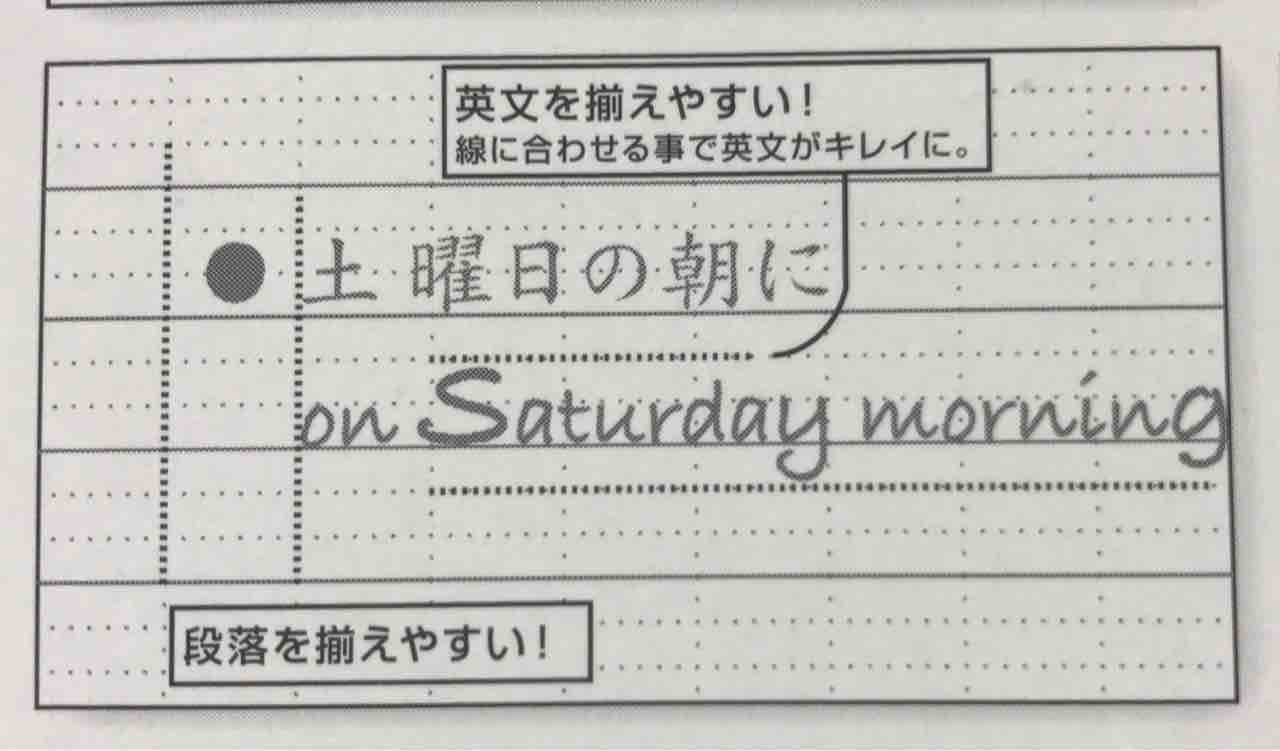 英文を揃えやすい！
線に合わせる事で英文がキレイに。
●土曜日の朝に
on Saturday morning
段落を揃えやすい！